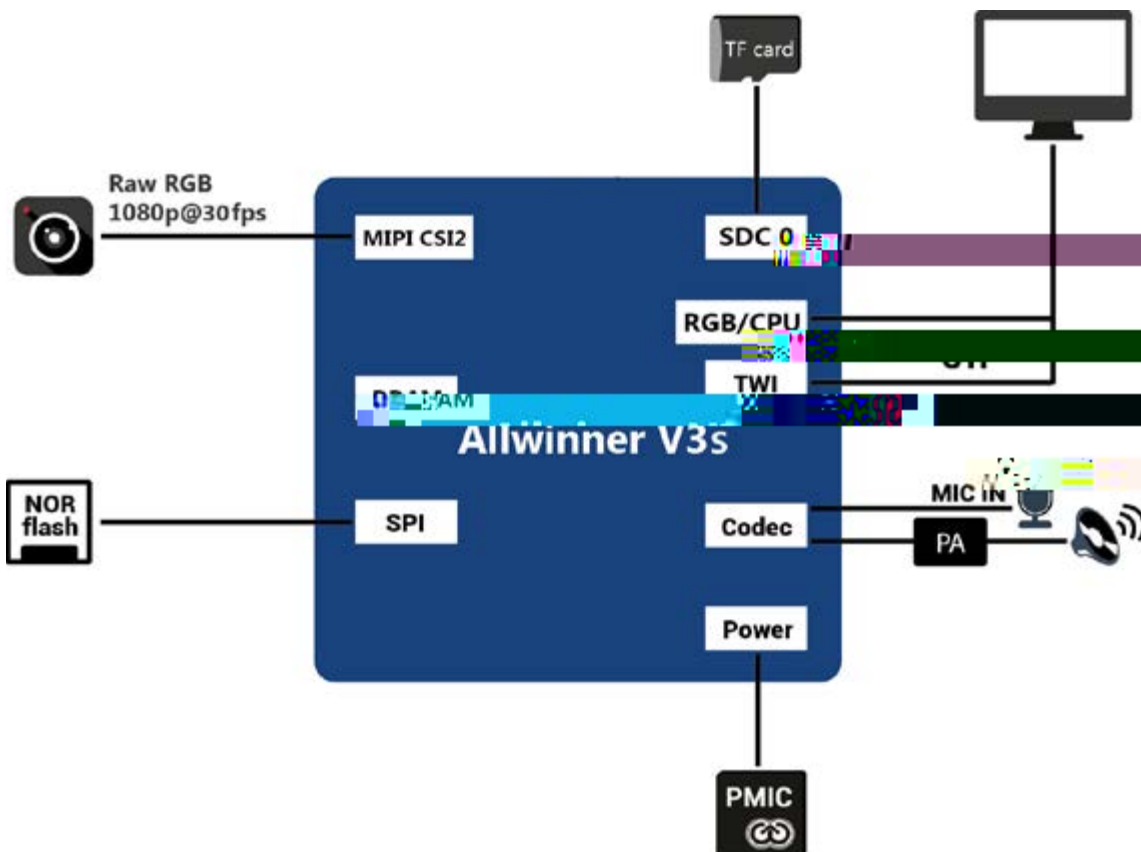 TF card
Raw RGB
1080p@30fps
MIPI CSI2
SDC 0
RGB/CPU
TWI
Allwinner V3s
NOR
flash
SPI
Codec
MIC IN
PA
Power
PMIC